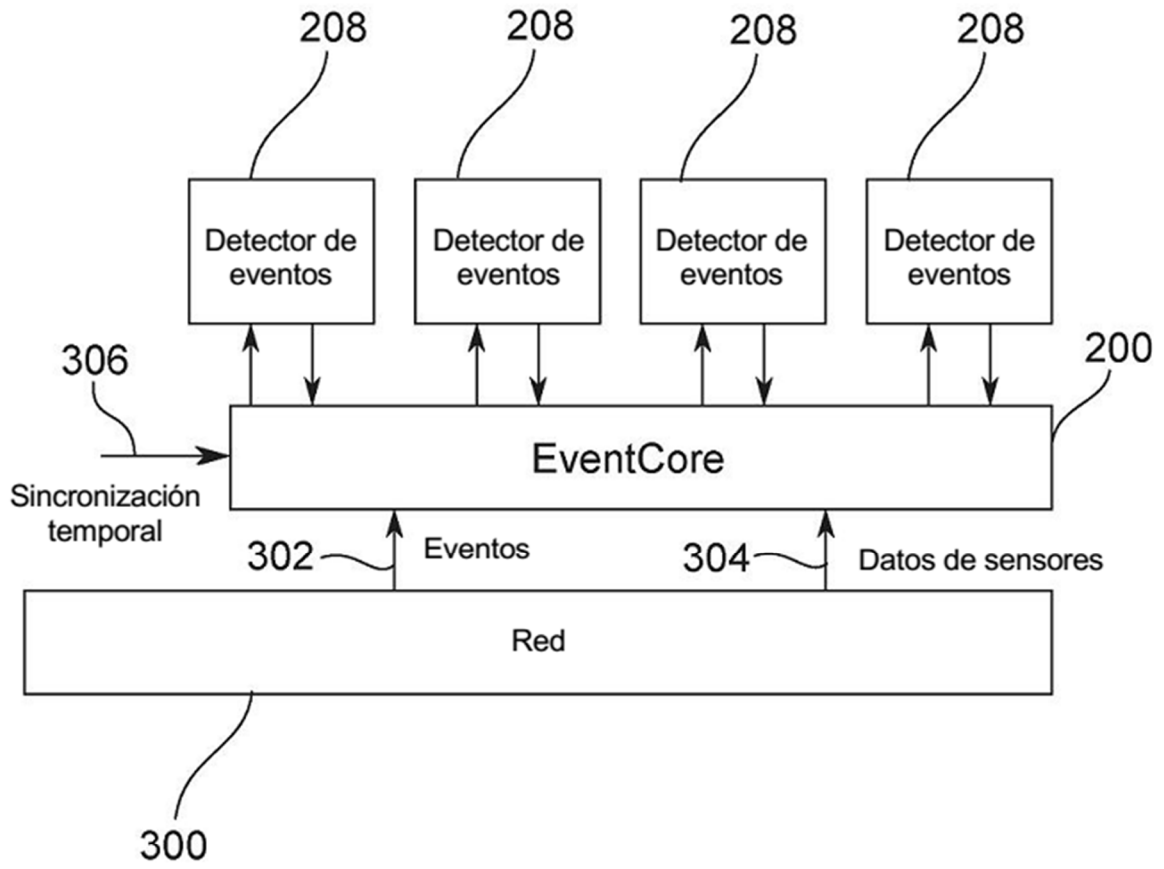 208 208 208 208
Detector de eventos
Detector de eventos
Detector de eventos
Detector de eventos
306
200
EventCore
Sincronización
temporal
302
Eventos
304
Datos de sensores
Red
300